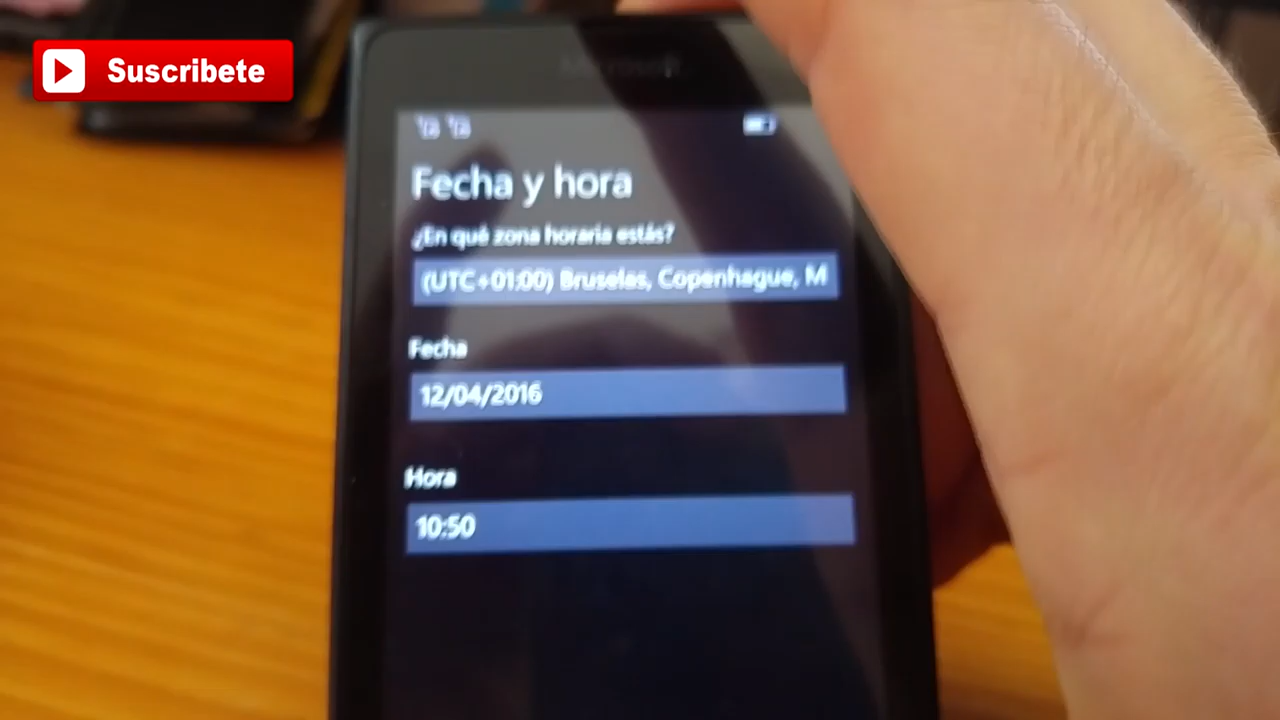 Suscribete
Microsoft
Fecha y hora
¿En qué zona horaria estás?
(UTC+01:00) Bruselas, Copenhague, M
Fecha
12/04/2016
Hora
10:50